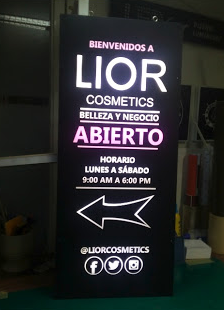 BIENVENIDOS A
LIOR
COSMETICS
BELLEZA Y NEGOCIO
ABIERTO
HORARIO
LUNES A SÁBADO
9:00 AM A 6:00 PM
@LIORCOSMETICS